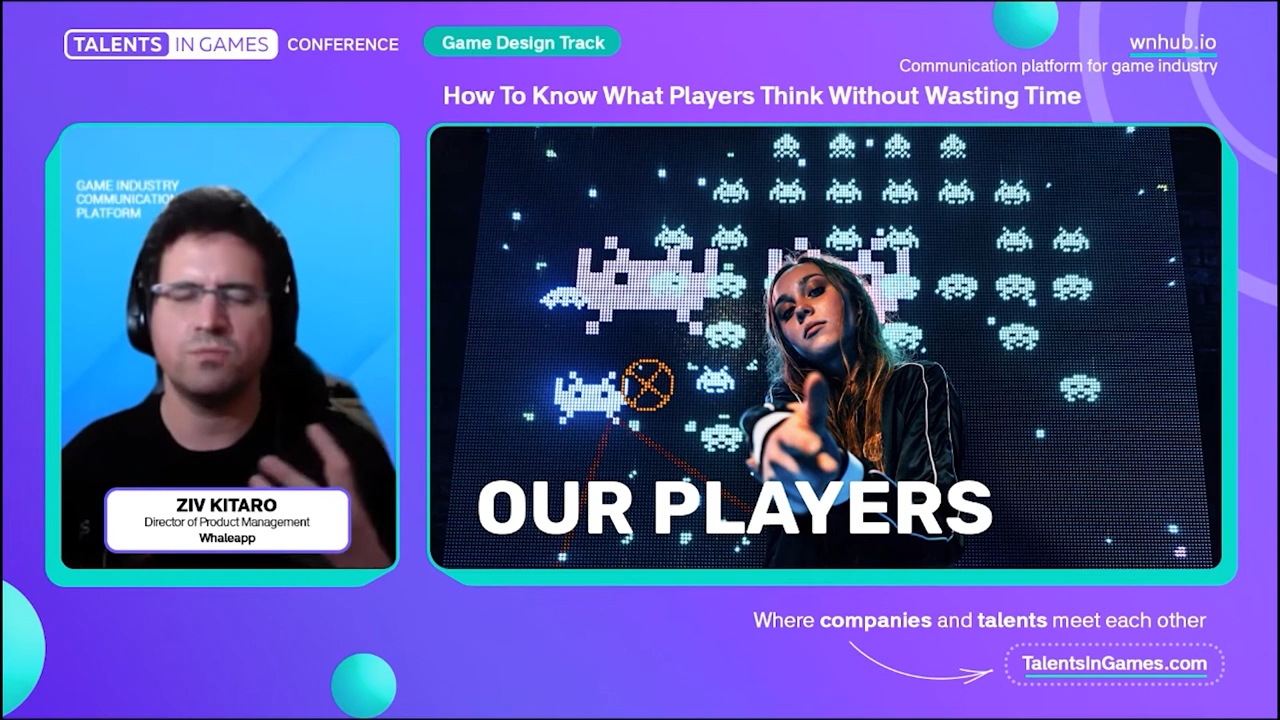 TALENTS IN GAMES CONFERENCE
Game Design Track
wnhub.io
Communication platform for game industry
How To Know What Players Think Without Wasting Time
GAME INDUSTRY
COMMUNICATION
PLATFORM
ZIV KITARO
Director of Product Management
Whaleapp
OUR PLAYERS
Where companies and talents meet each other
TalentsInGames.com